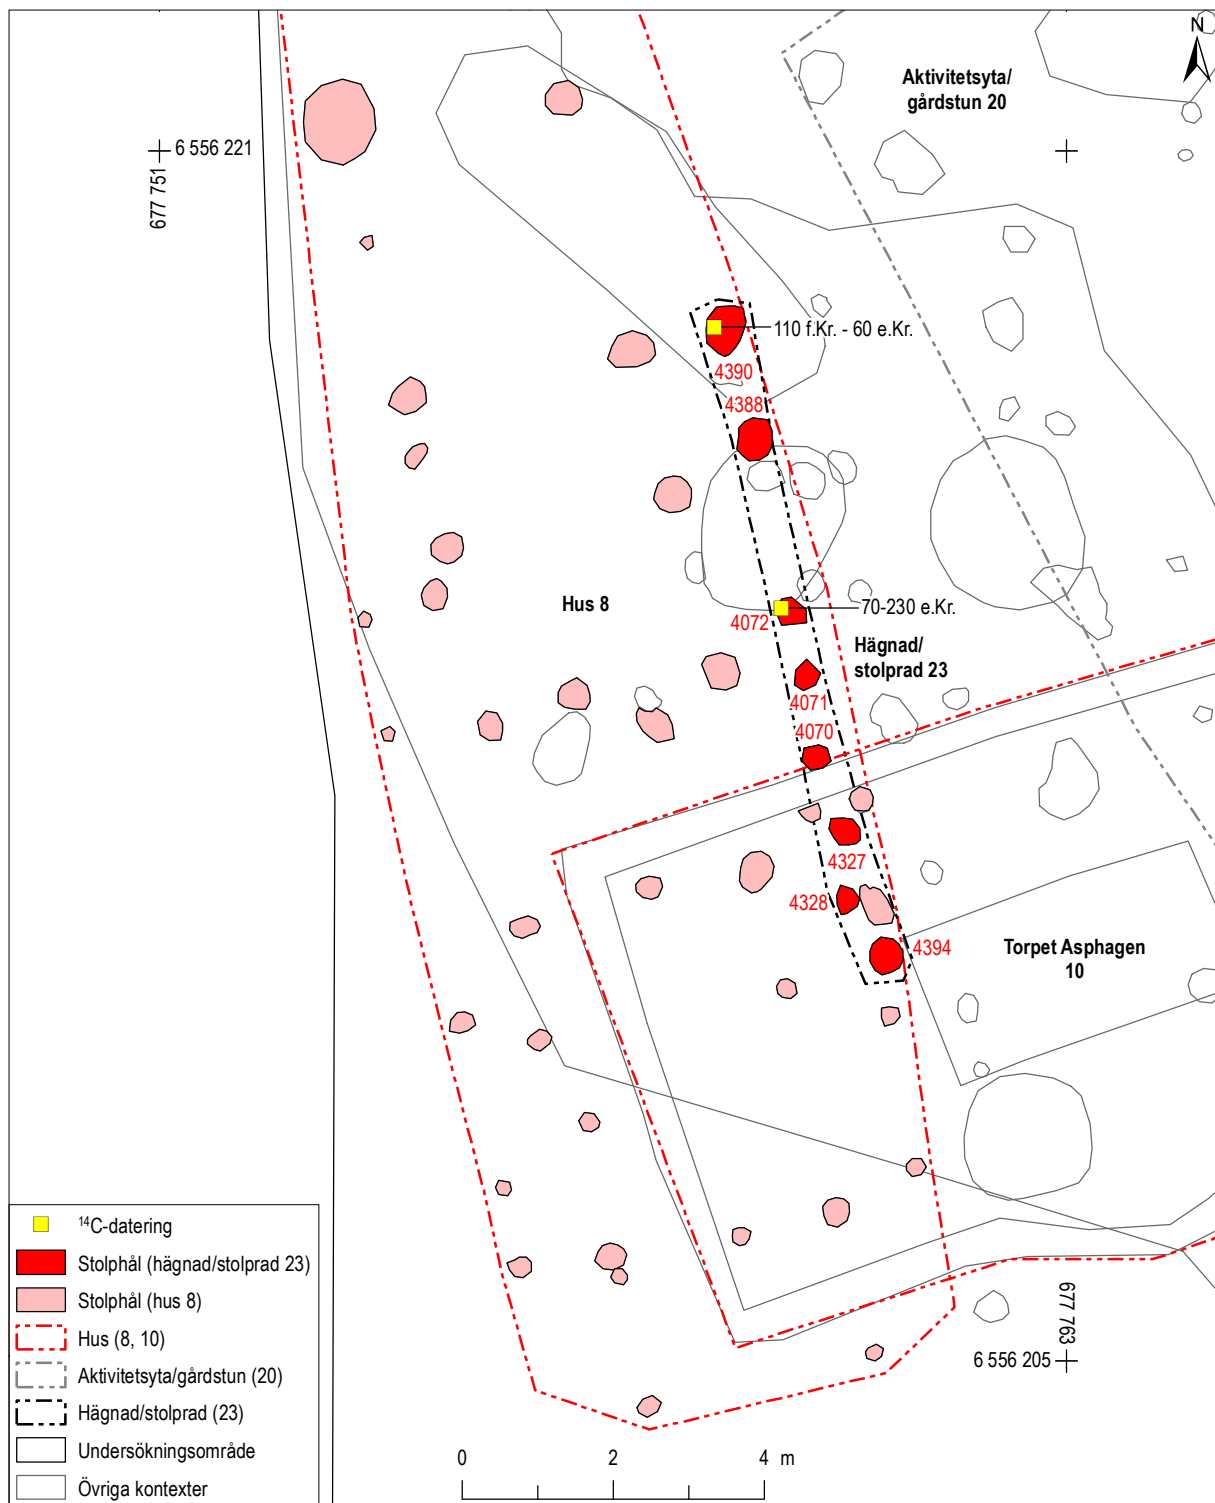 N
Aktivitetsyta/
gårdstun 20
6 556 221
677 751
110 f.Kr. - 60 e.Kr.
4390
4388
Hus 8
70-230 e.Kr.
4072
Hägnad/
stolprad 23
4071
4070
4327
4328
4394
Torpet Asphagen
10
677 763
6 556 205
14C-datering
Stolphål (hägnad/stolprad 23)
Stolphål (hus 8)
Hus (8, 10)
Aktivitetsyta/gårdstun (20)
Hägnad/stolprad (23)
Undersökningsområde
Övriga kontexter
0 2 4 m